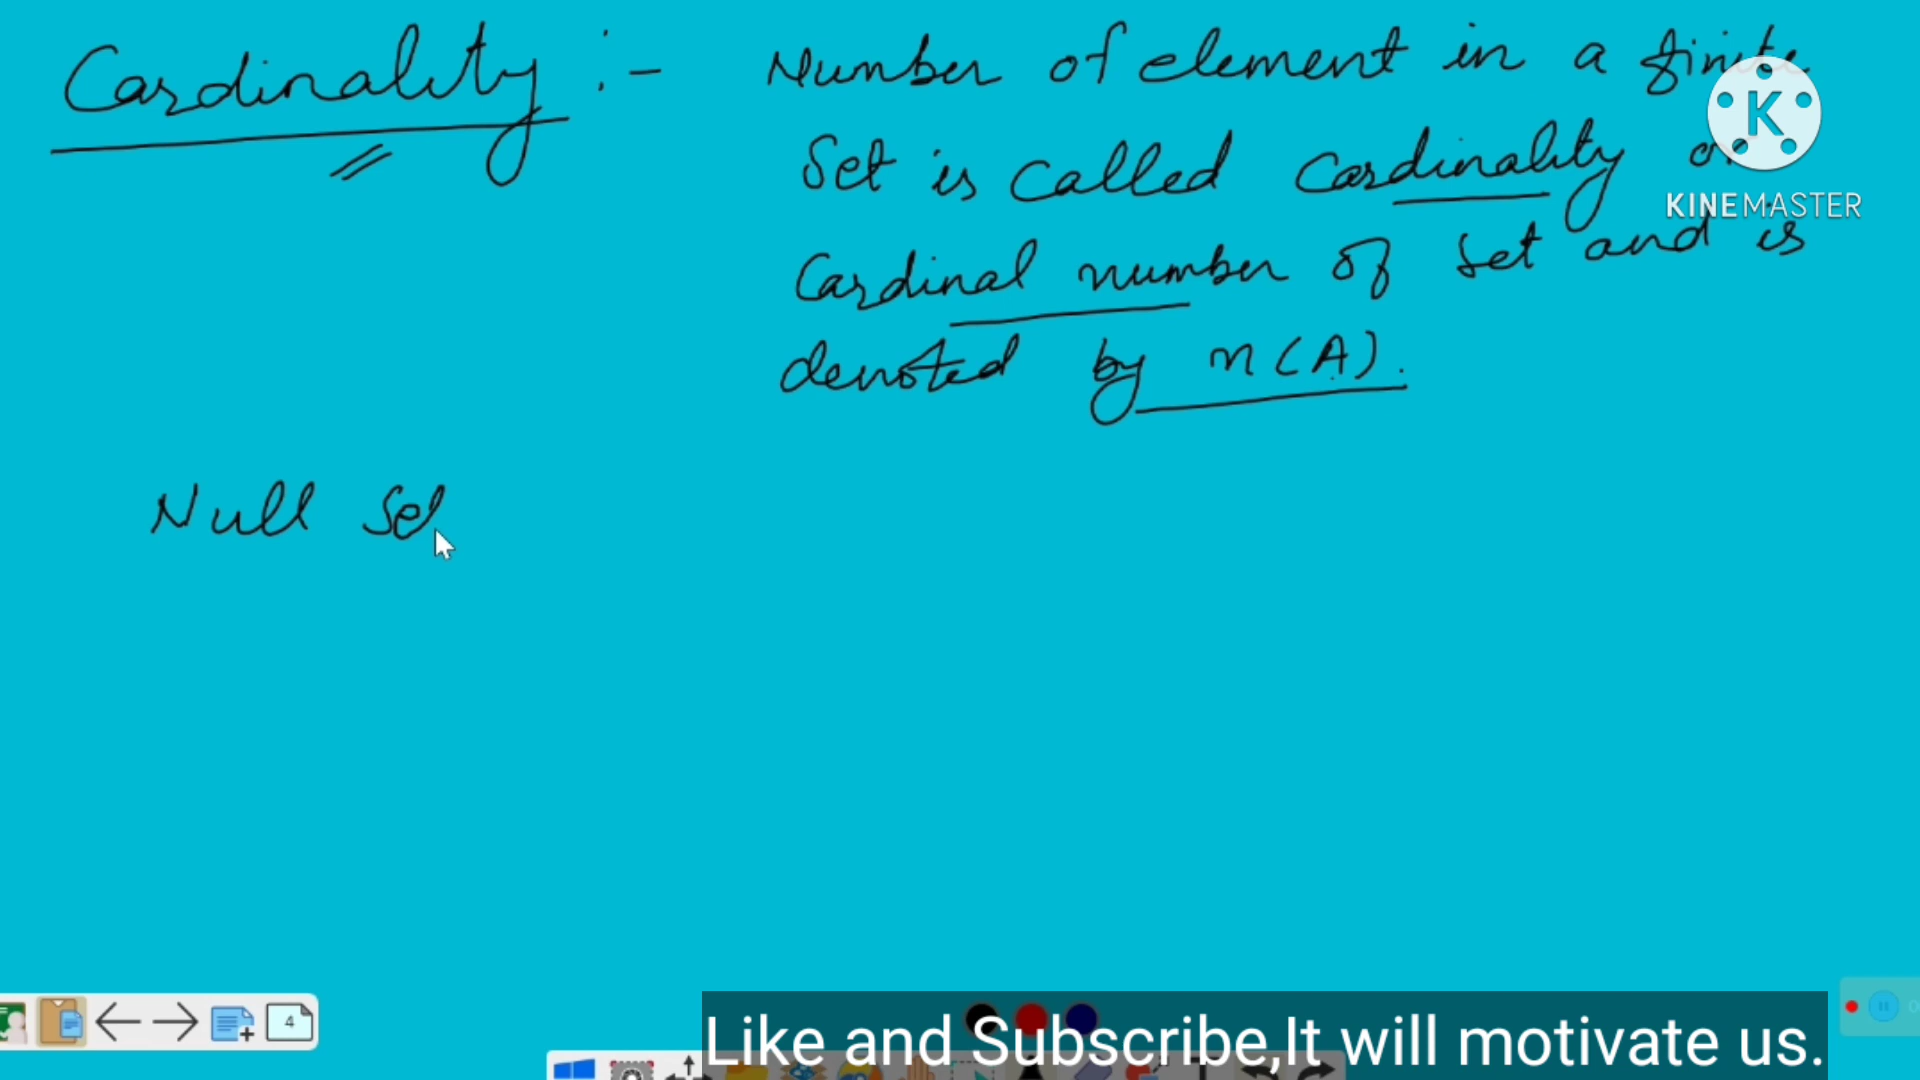 Cardinality :- Number of element in a finite
Set is called Cardinality or
Cardinal number of set and is
denoted by n(A).
Null Set
K
KINEMASTER
4
Like and Subscribe,It will motivate us.